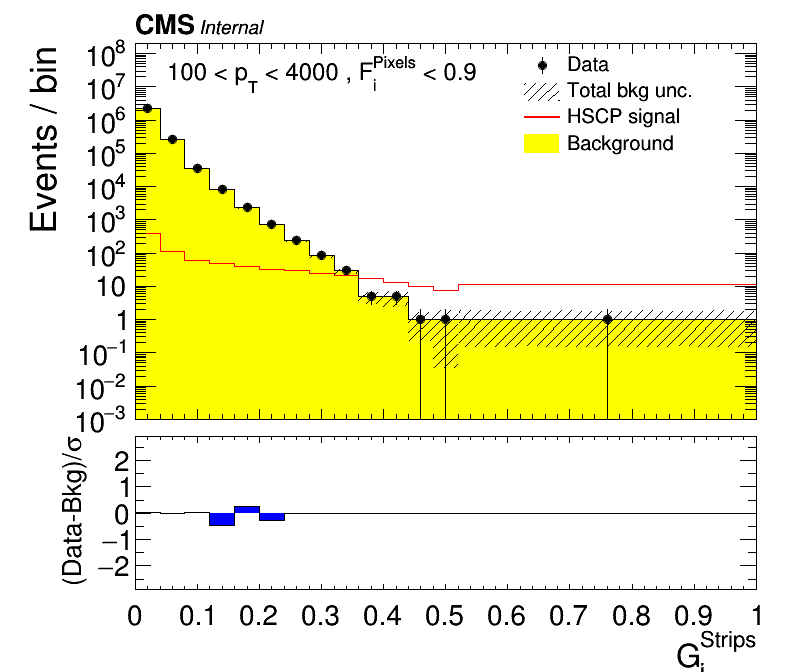 CMS Internal
100 < p_T < 4000 , F_i^Pixels < 0.9
Data
Total bkg unc.
HSCP signal
Background
Events / bin
10^8
10^7
10^6
10^5
10^4
10^3
10^2
10
1
10^−1
10^−2
10^−3
(Data-Bkg)/σ
2
1
0
−1
−2
0 0.1 0.2 0.3 0.4 0.5 0.6 0.7 0.8 0.9 1
G_i^Strips